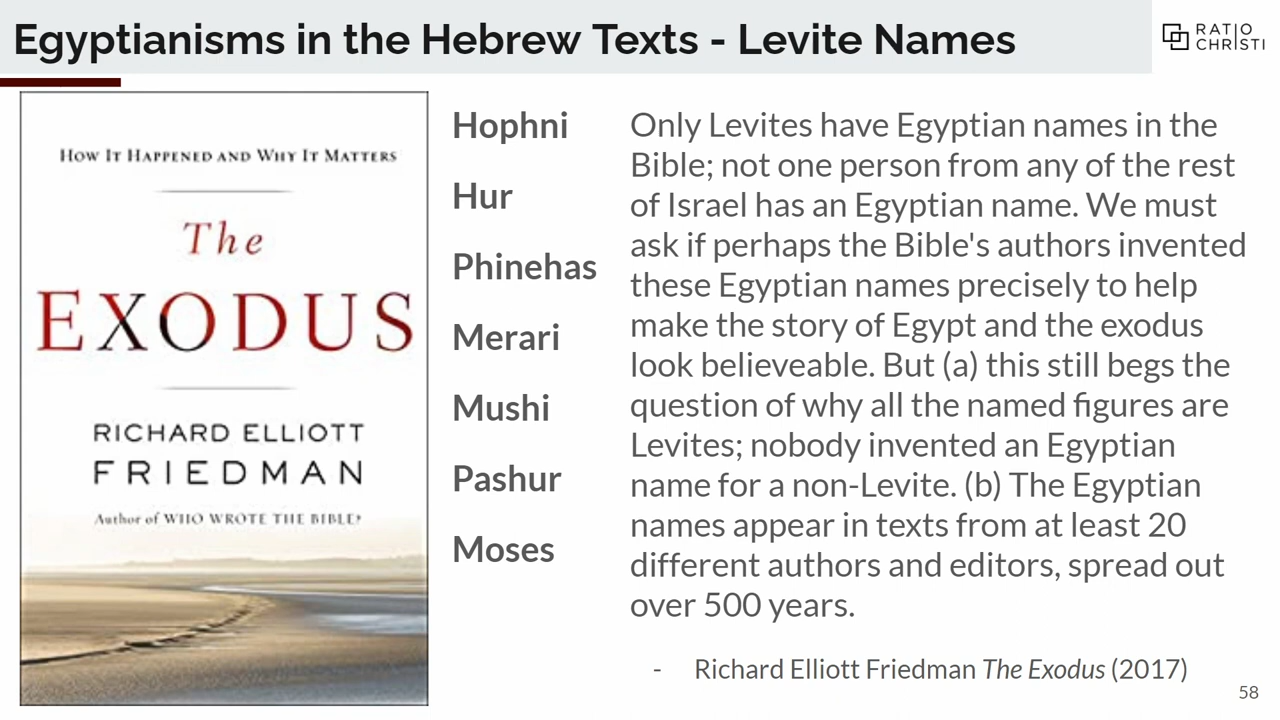 Egyptianisms in the Hebrew Texts - Levite Names
RATIO
CHRISTI
HOW IT HAPPENED AND WHY IT MATTERS
The
EXODUS
RICHARD ELLIOTT
FRIEDMAN
Author of WHO WROTE THE BIBLE?
Hophni
Hur
Phinehas
Merari
Mushi
Pashur
Moses
Only Levites have Egyptian names in the
Bible; not one person from any of the rest
of Israel has an Egyptian name. We must
ask if perhaps the Bible's authors invented
these Egyptian names precisely to help
make the story of Egypt and the exodus
look believeable. But (a) this still begs the
question of why all the named figures are
Levites; nobody invented an Egyptian
name for a non-Levite. (b) The Egyptian
names appear in texts from at least 20
different authors and editors, spread out
over 500 years.
- Richard Elliott Friedman The Exodus (2017)
58